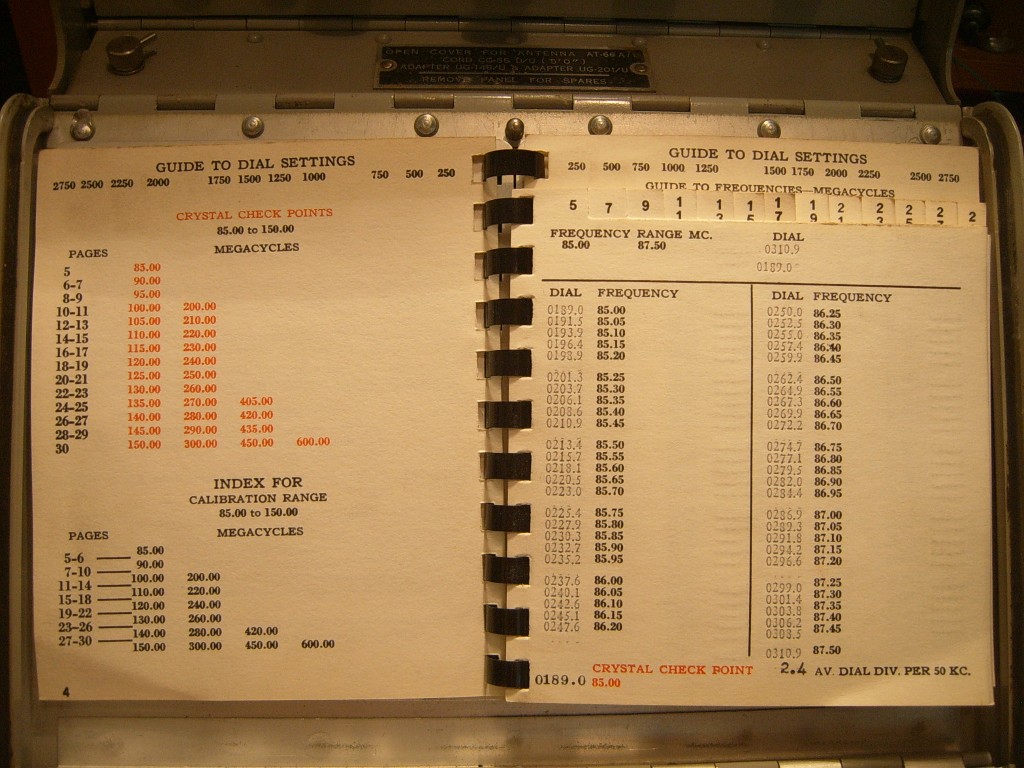 OPEN COVER FOR ANTENNA AT-68A/U
CORD CG-55 D/U (5'0")
ADAPTER UG-146/U & ADAPTER UG-201/U
REMOVE PANEL FOR SPARES
GUIDE TO DIAL SETTINGS
2750 2500 2250 2000 1750 1500 1250 1000 750 500 250
CRYSTAL CHECK POINTS
85.00 to 150.00
PAGES MEGACYCLES
5 85.00
6-7 90.00
8-9 95.00
10-11 100.00 200.00
12-13 105.00 210.00
14-15 110.00 220.00
16-17 115.00 230.00
18-19 120.00 240.00
20-21 125.00 250.00
22-23 130.00 260.00
24-25 135.00 270.00 405.00
26-27 140.00 280.00 420.00
28-29 145.00 290.00 435.00
30 150.00 300.00 450.00 600.00
INDEX FOR
CALIBRATION RANGE
85.00 to 150.00
PAGES MEGACYCLES
85.00
5-6 90.00
7-10 100.00 200.00
11-14 110.00 220.00
15-18 120.00 240.00
19-22 130.00 260.00
23-26 140.00 280.00 420.00
27-30 150.00 300.00 450.00 600.00
4
GUIDE TO DIAL SETTINGS
250 500 750 1000 1250 1500 1750 2000 2250 2500 2750
GUIDE TO FREQUENCIES—MEGACYCLES
5 7 9 11 13 15 17 19 21 23 25 27 2
FREQUENCY RANGE MC. DIAL
85.00 87.50 0310.9
0189.0
DIAL FREQUENCY
0189.0 85.00
0191.5 85.05
0193.9 85.10
0196.4 85.15
0198.9 85.20
0201.3 85.25
0203.7 85.30
0206.1 85.35
0208.6 85.40
0210.9 85.45
0213.4 85.50
0215.7 85.55
0218.1 85.60
0220.5 85.65
0223.0 85.70
0225.4 85.75
0227.9 85.80
0230.3 85.85
0232.7 85.90
0235.2 85.95
0237.6 86.00
0240.1 86.05
0242.6 86.10
0245.1 86.15
0247.6 86.20
DIAL FREQUENCY
0250.0 86.25
0252.5 86.30
0255.0 86.35
0257.4 86.40
0259.9 86.45
0262.4 86.50
0264.9 86.55
0267.3 86.60
0269.9 86.65
0272.2 86.70
0274.7 86.75
0277.1 86.80
0279.5 86.85
0282.0 86.90
0284.4 86.95
0286.9 87.00
0289.3 87.05
0291.8 87.10
0294.2 87.15
0296.6 87.20
0299.0 87.25
0301.4 87.30
0303.8 87.35
0306.2 87.40
0308.5 87.45
0310.9 87.50
0189.0 CRYSTAL CHECK POINT 2.4 AV. DIAL DIV. PER 50 KC.
85.00